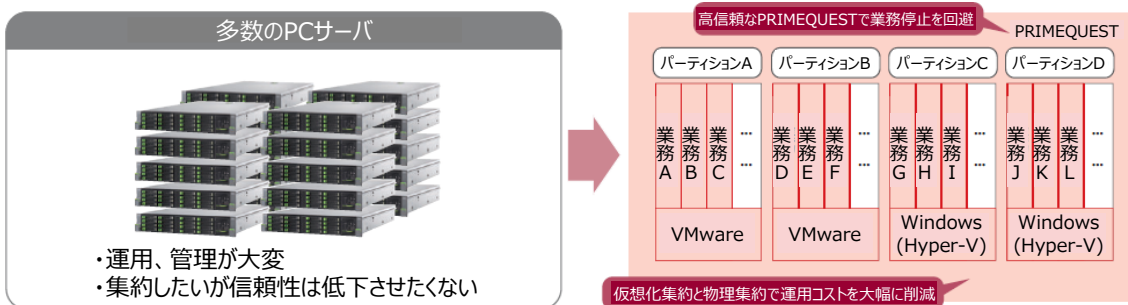 多数のPCサーバ
・運用、管理が大変
・集約したいが信頼性は低下させたくない
高信頼なPRIMEQUESTで業務停止を回避
PRIMEQUEST
パーティションA パーティションB パーティションC パーティションD
業務A 業務B 業務C … … 業務D 業務E 業務F … … 業務G 業務H 業務I … … 業務J 業務K 業務L … …
VMware VMware Windows (Hyper-V) Windows (Hyper-V)
仮想化集約と物理集約で運用コストを大幅に削減